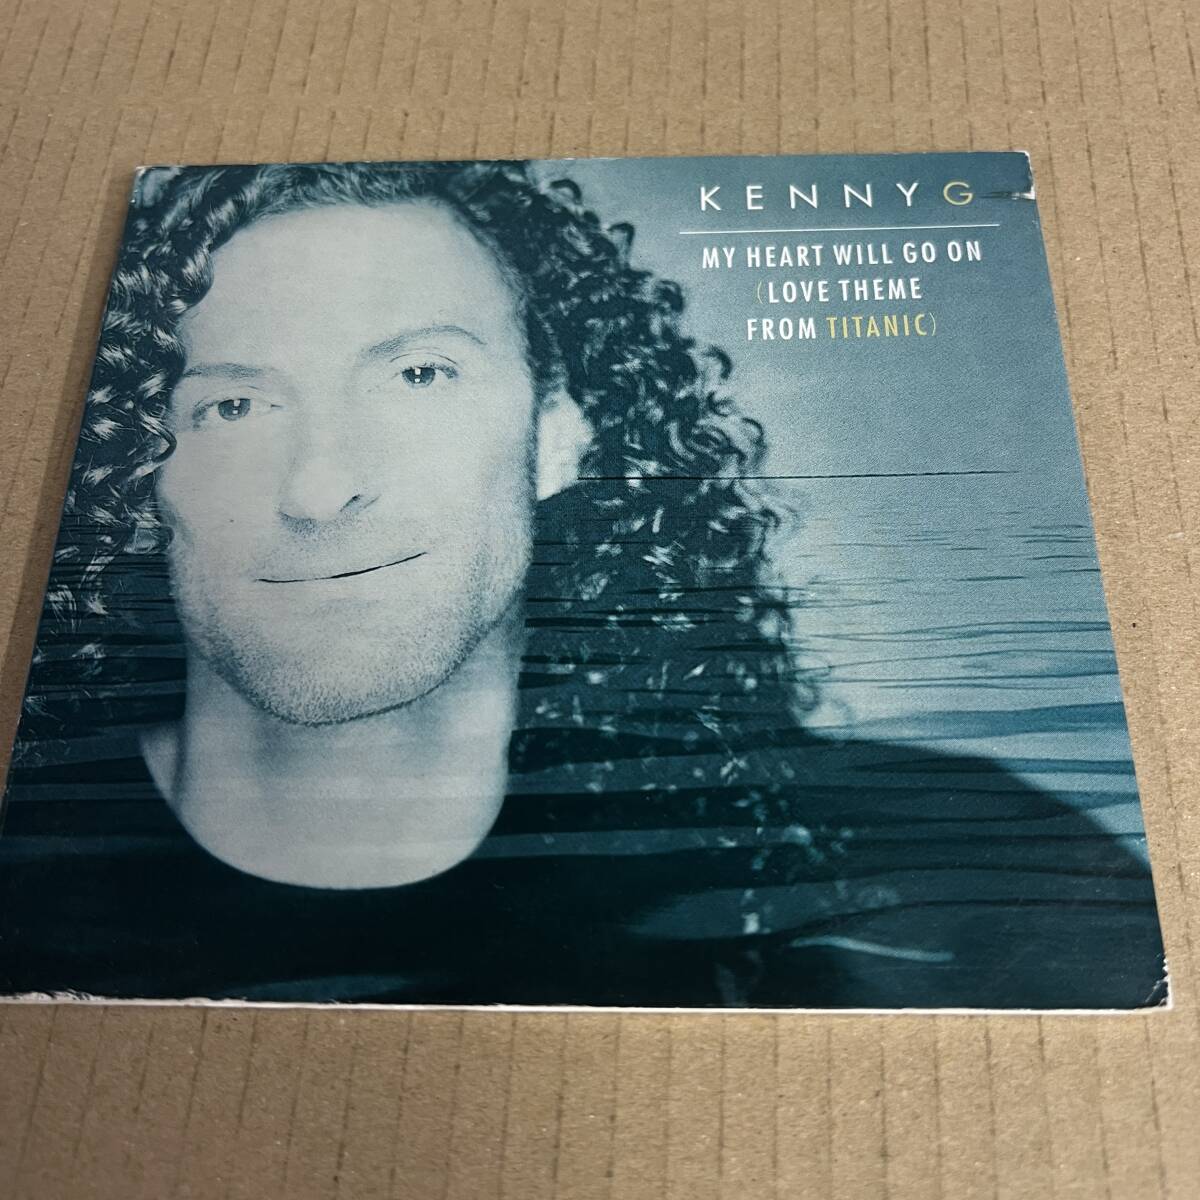 KENNY G
MY HEART WILL GO ON
(LOVE THEME
FROM TITANIC)